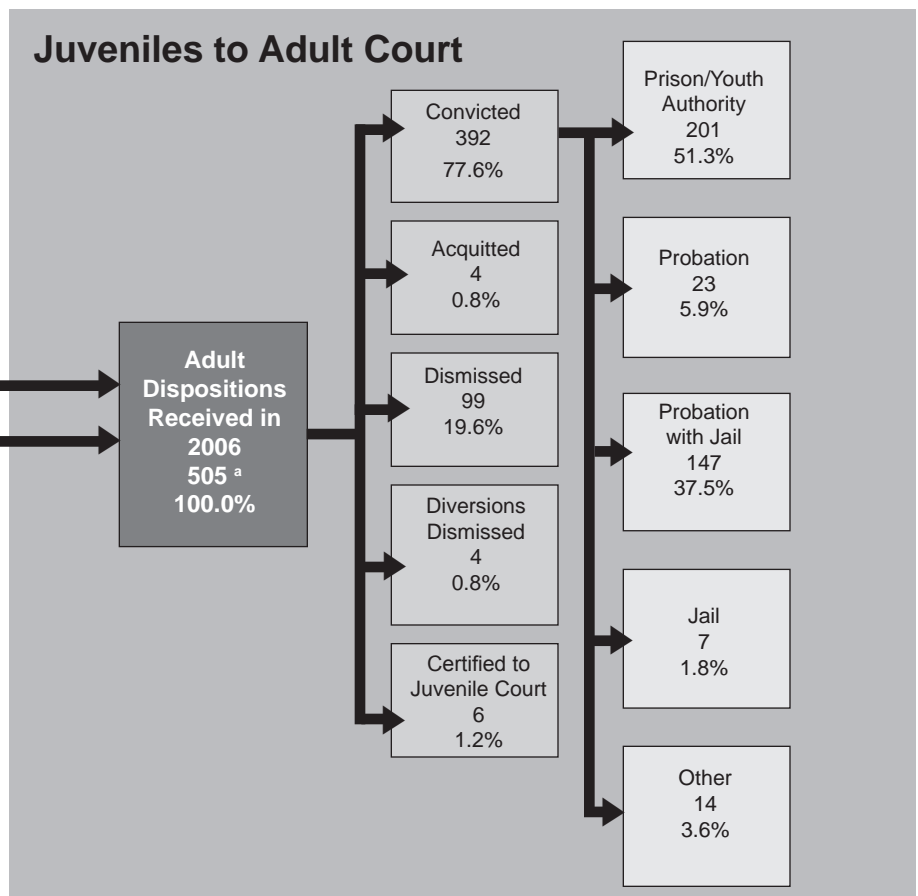 Juveniles to Adult Court
Adult
Dispositions
Received in
2006
505 a
100.0%
Convicted
392
77.6%
Acquitted
4
0.8%
Dismissed
99
19.6%
Diversions
Dismissed
4
0.8%
Certified to
Juvenile Court
6
1.2%
Prison/Youth
Authority
201
51.3%
Probation
23
5.9%
Probation
with Jail
147
37.5%
Jail
7
1.8%
Other
14
3.6%